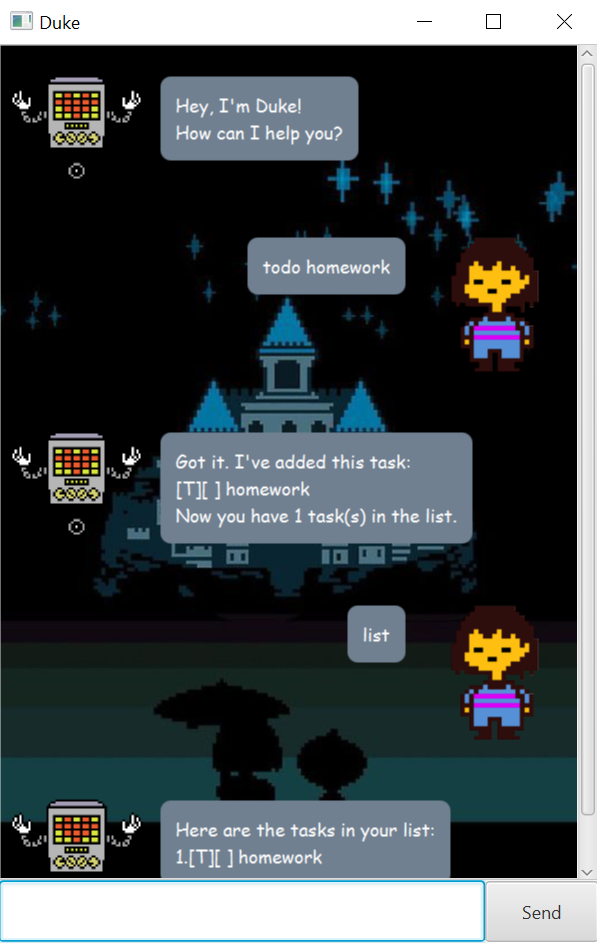 Duke
Hey, I'm Duke!
How can I help you?
todo homework
Got it. I've added this task:
[T][ ] homework
Now you have 1 task(s) in the list.
list
Here are the tasks in your list:
1.[T][ ] homework
Send